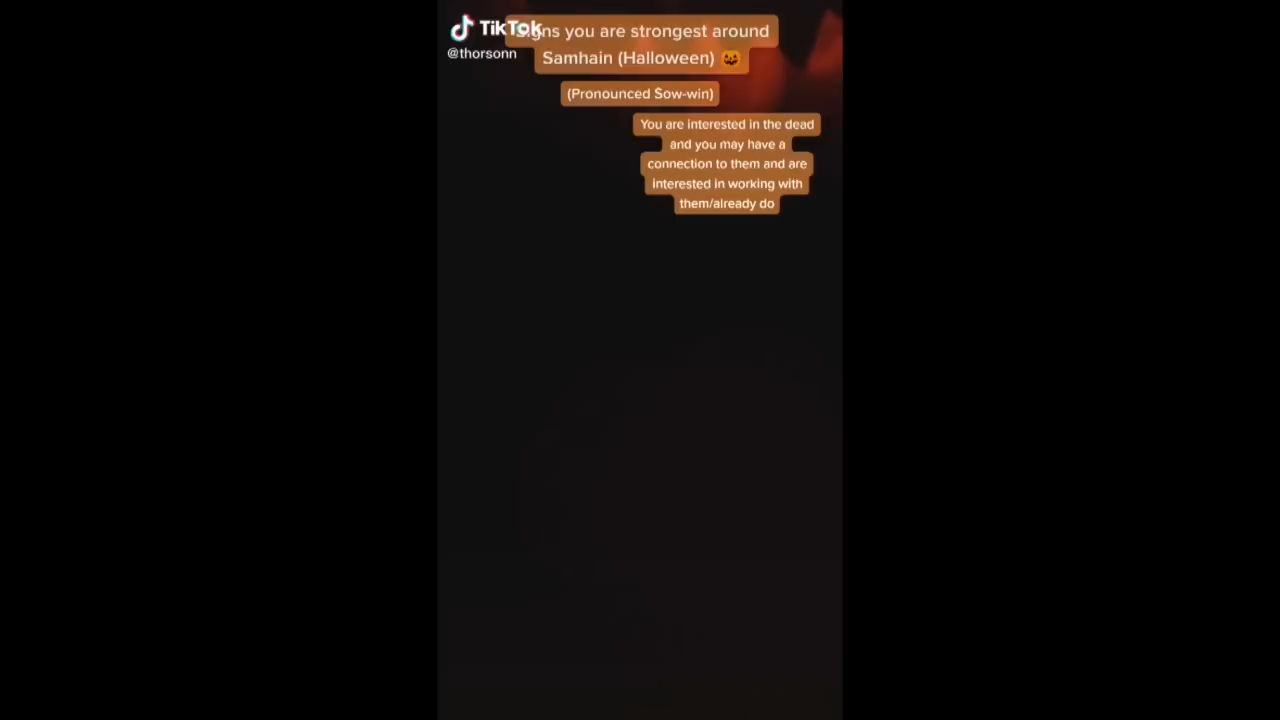 TikTok
@thorsonn
Signs you are strongest around
Samhain (Halloween) 🎃
(Pronounced Sow-win)
You are interested in the dead
and you may have a
connection to them and are
interested in working with
them/already do